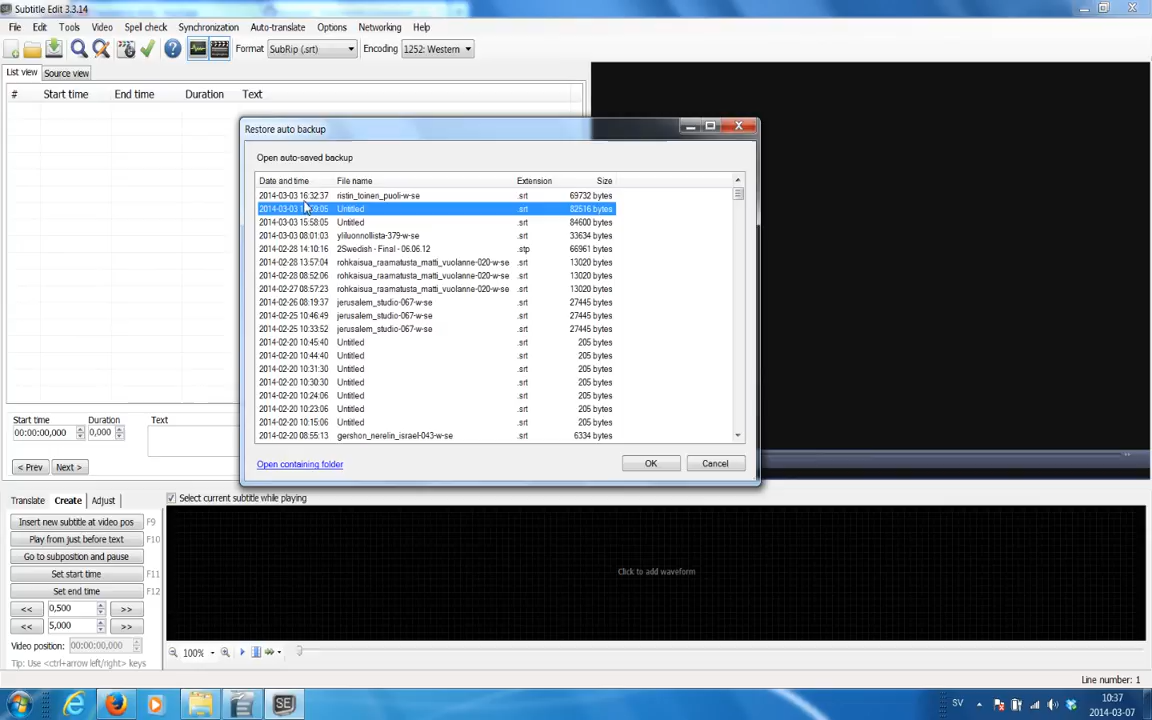 Subtitle Edit 3.3.14
File Edit Tools Video Spell check Synchronization Auto-translate Options Networking Help
Format SubRip (.srt) Encoding 1252: Western
List view Source view
# Start time End time Duration Text
Restore auto backup
Open auto-saved backup
Date and time File name Extension Size
2014-03-03 16:32:37 ristin_toinen_puoli-w-se .srt 69732 bytes
2014-03-03 Untitled .srt 82516 bytes
2014-03-03 15:58:05 Untitled .srt 84600 bytes
2014-03-03 08:01:03 yliluonnollista-379-w-se .srt 33634 bytes
2014-02-28 14:10:16 2Swedish - Final - 06.06.12 .stp 66961 bytes
2014-02-28 13:57:04 rohkaisua_raamatusta_matti_vuolanne-020-w-se .srt 13020 bytes
2014-02-28 08:52:06 rohkaisua_raamatusta_matti_vuolanne-020-w-se .srt 13020 bytes
2014-02-27 08:57:23 rohkaisua_raamatusta_matti_vuolanne-020-w-se .srt 13020 bytes
2014-02-26 08:19:37 jerusalem_studio-067-w-se .srt 27445 bytes
2014-02-25 10:46:49 jerusalem_studio-067-w-se .srt 27445 bytes
2014-02-25 10:33:52 jerusalem_studio-067-w-se .srt 27445 bytes
2014-02-20 10:45:40 Untitled .srt 205 bytes
2014-02-20 10:44:40 Untitled .srt 205 bytes
2014-02-20 10:31:30 Untitled .srt 205 bytes
2014-02-20 10:30:30 Untitled .srt 205 bytes
2014-02-20 10:24:06 Untitled .srt 205 bytes
2014-02-20 10:23:06 Untitled .srt 205 bytes
2014-02-20 10:15:06 Untitled .srt 205 bytes
2014-02-20 08:55:13 gershon_nerelin_israel-043-w-se .srt 6334 bytes
Open containing folder OK Cancel
Start time Duration Text
00:00:00,000 0,000
< Prev Next >
Translate Create Adjust
Select current subtitle while playing
Insert new subtitle at video pos F9
Play from just before text F10
Go to subposition and pause
Set start time F11
Set end time F12
<< 0,500 >>
<< 5,000 >>
Video position: 00:00:00,000
Tip: Use <ctrl+arrow left/right> keys
Click to add waveform
100%
Line number: 1
SE
SV 10:37
2014-03-07